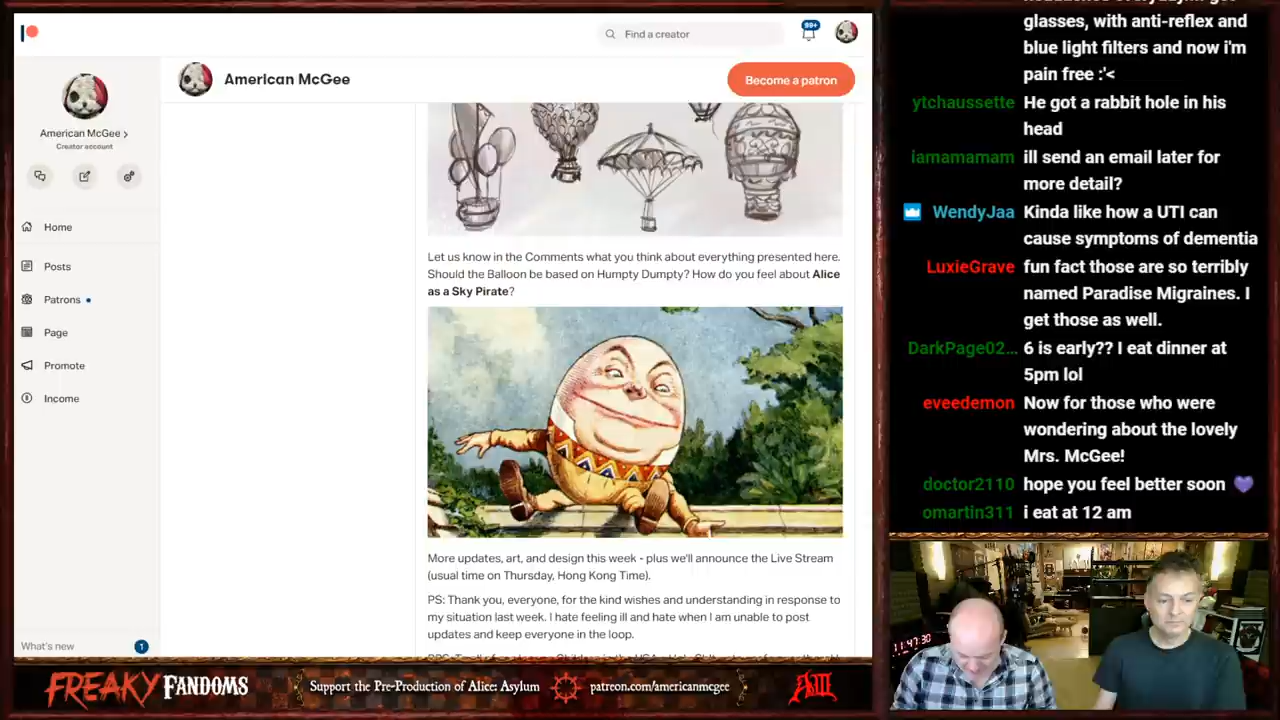 Find a creator
99+
American McGee
Become a patron
American McGee
Creator account
Home
Posts
Patrons
Page
Promote
Income
What's new
1
Let us know in the Comments what you think about everything presented here.
Should the Balloon be based on Humpty Dumpty? How do you feel about Alice
as a Sky Pirate?
More updates, art, and design this week - plus we'll announce the Live Stream
(usual time on Thursday, Hong Kong Time).
PS: Thank you, everyone, for the kind wishes and understanding in response to
my situation last week. I hate feeling ill and hate when I am unable to post
updates and keep everyone in the loop.
glasses, with anti-reflex and
blue light filters and now i'm
pain free :'<
ytchaussette He got a rabbit hole in his
head
iamamamam ill send an email later for
more detail?
WendyJaa Kinda like how a UTI can
cause symptoms of dementia
LuxieGrave fun fact those are so terribly
named Paradise Migraines. I
get those as well.
DarkPage02... 6 is early?? I eat dinner at
5pm lol
eveedemon Now for those who were
wondering about the lovely
Mrs. McGee!
doctor2110 hope you feel better soon 💜
omartin311 i eat at 12 am
11:47:30
FREAKY FANDOMS
Support the Pre-Production of Alice: Asylum
patreon.com/americanmcgee